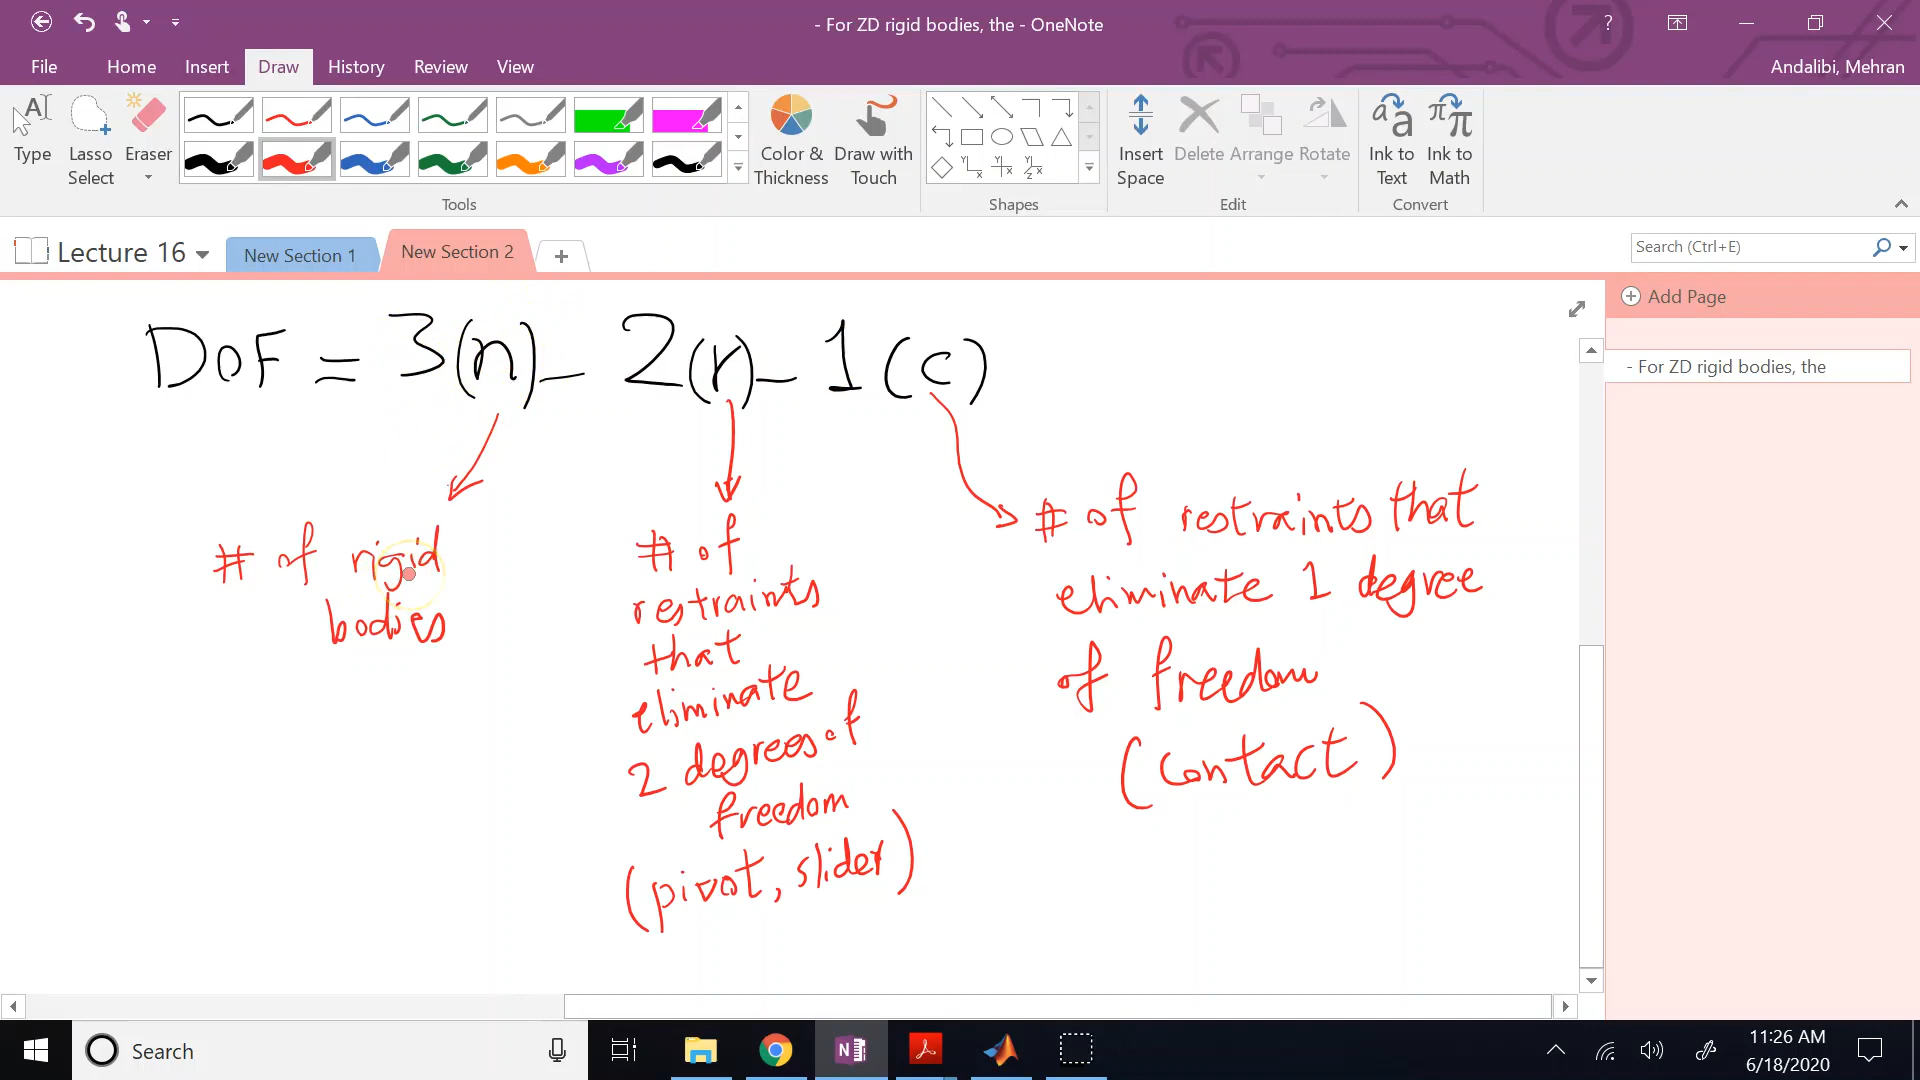 - For ZD rigid bodies, the - OneNote
?
File Home Insert Draw History Review View
Andalibi, Mehran
Type
Lasso Select
Eraser
Color & Thickness
Draw with Touch
Insert Space
Delete
Arrange
Rotate
Ink to Text
Ink to Math
Tools
Shapes
Edit
Convert
Lecture 16
New Section 1
New Section 2
Search (Ctrl+E)
Add Page
- For ZD rigid bodies, the
DoF = 3(n) - 2(r) - 1(c)
# of rigid
bodies
# of
restraints
that
eliminate
2 degrees of
freedom
(pivot, slider)
# of restraints that
eliminate 1 degree
of freedom
(contact)
Search
11:26 AM
6/18/2020